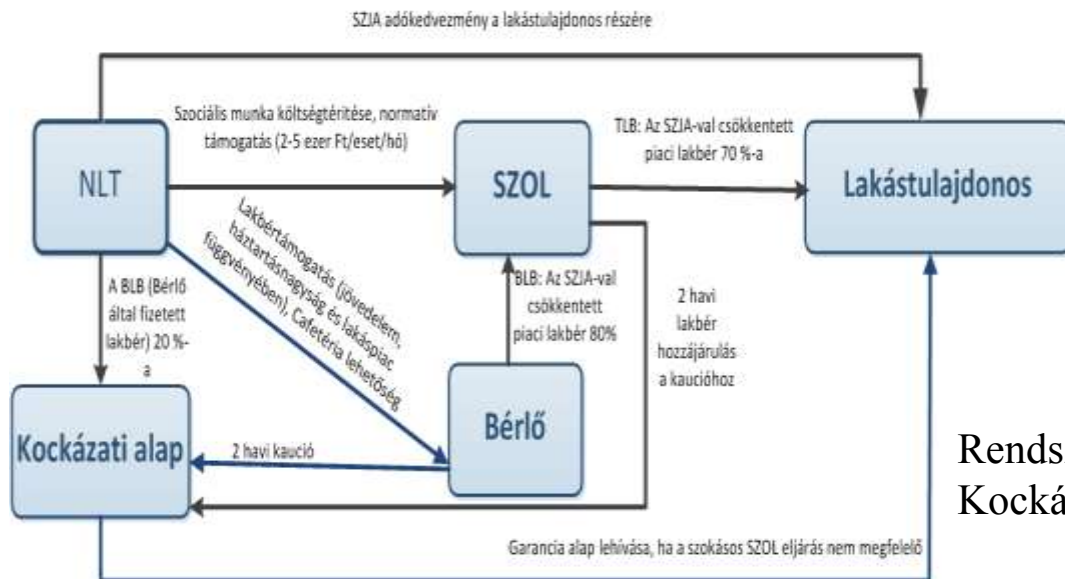 SZJA adókedvezmény a lakástulajdonos részére
Szociális munka költségtérítése, normatív
támogatás (2-5 ezer Ft/eset/hó)
TLB: Az SZJA-val csökkentett
piaci lakbér 70 %-a
NLT
SZOL
Lakástulajdonos
Lakbértámogatás (jövedelem,
háztartásnagyság és lakáspiac
függvényében), Cafetéria lehetőség
A BLB (Bérlő
által fizetett
lakbér) 20 %-
a
BLB: Az SZJA-val
csökkentett
piaci lakbér 80%
2 havi
lakbér
hozzájárulás
a kaucióhoz
Kockázati alap
2 havi kaució
Bérlő
Garancia alap lehívása, ha a szokásos SZOL eljárás nem megfelelő